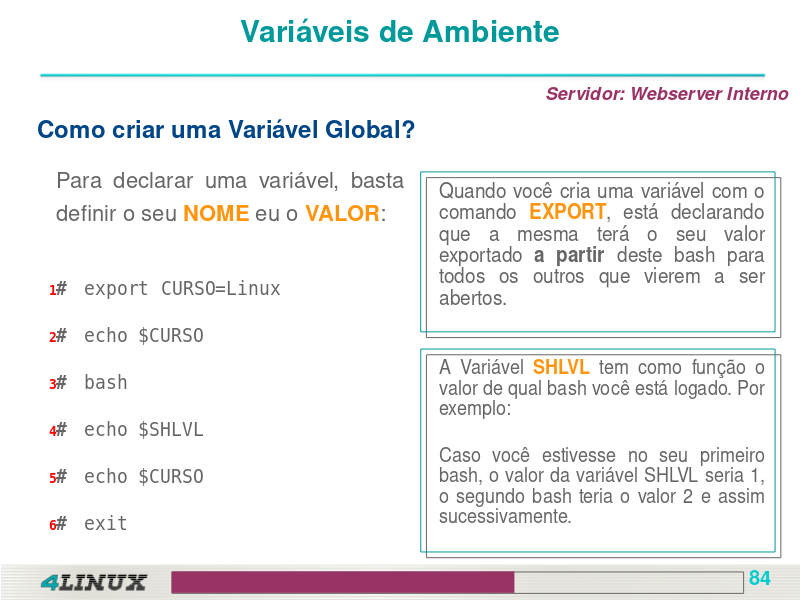 Variáveis de Ambiente
Servidor: Webserver Interno
Como criar uma Variável Global?
Para declarar uma variável, basta
definir o seu NOME eu o VALOR:
1# export CURSO=Linux
2# echo $CURSO
3# bash
4# echo $SHLVL
5# echo $CURSO
6# exit
Quando você cria uma variável com o
comando EXPORT, está declarando
que a mesma terá o seu valor
exportado a partir deste bash para
todos os outros que vierem a ser
abertos.
A Variável SHLVL tem como função o
valor de qual bash você está logado. Por
exemplo:
Caso você estivesse no seu primeiro
bash, o valor da variável SHLVL seria 1,
o segundo bash teria o valor 2 e assim
sucessivamente.
4LINUX
84